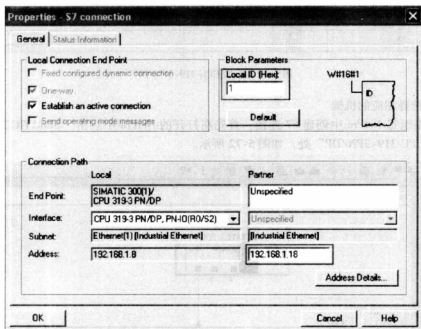 Properties - S7 connection
General
Status Information
Local Connection End Point
Fixed configured dynamic connection
One-way
Establish an active connection
Send operating mode messages
Block Parameters
Local ID (Hex):
1
W#16#1
ID
Default
Connection Path
Local
Partner
End Point:
SIMATIC 300(1)/
CPU 319-3 PN/DP
Unspecified
Interface:
CPU 319-3 PN/DP, PN-IO(R0/S2)
Unspecified
Subnet:
Ethernet(1) [Industrial Ethernet]
[Industrial Ethernet]
Address:
192.168.1.8
192.168.1.18
Address Details...
OK
Cancel
Help